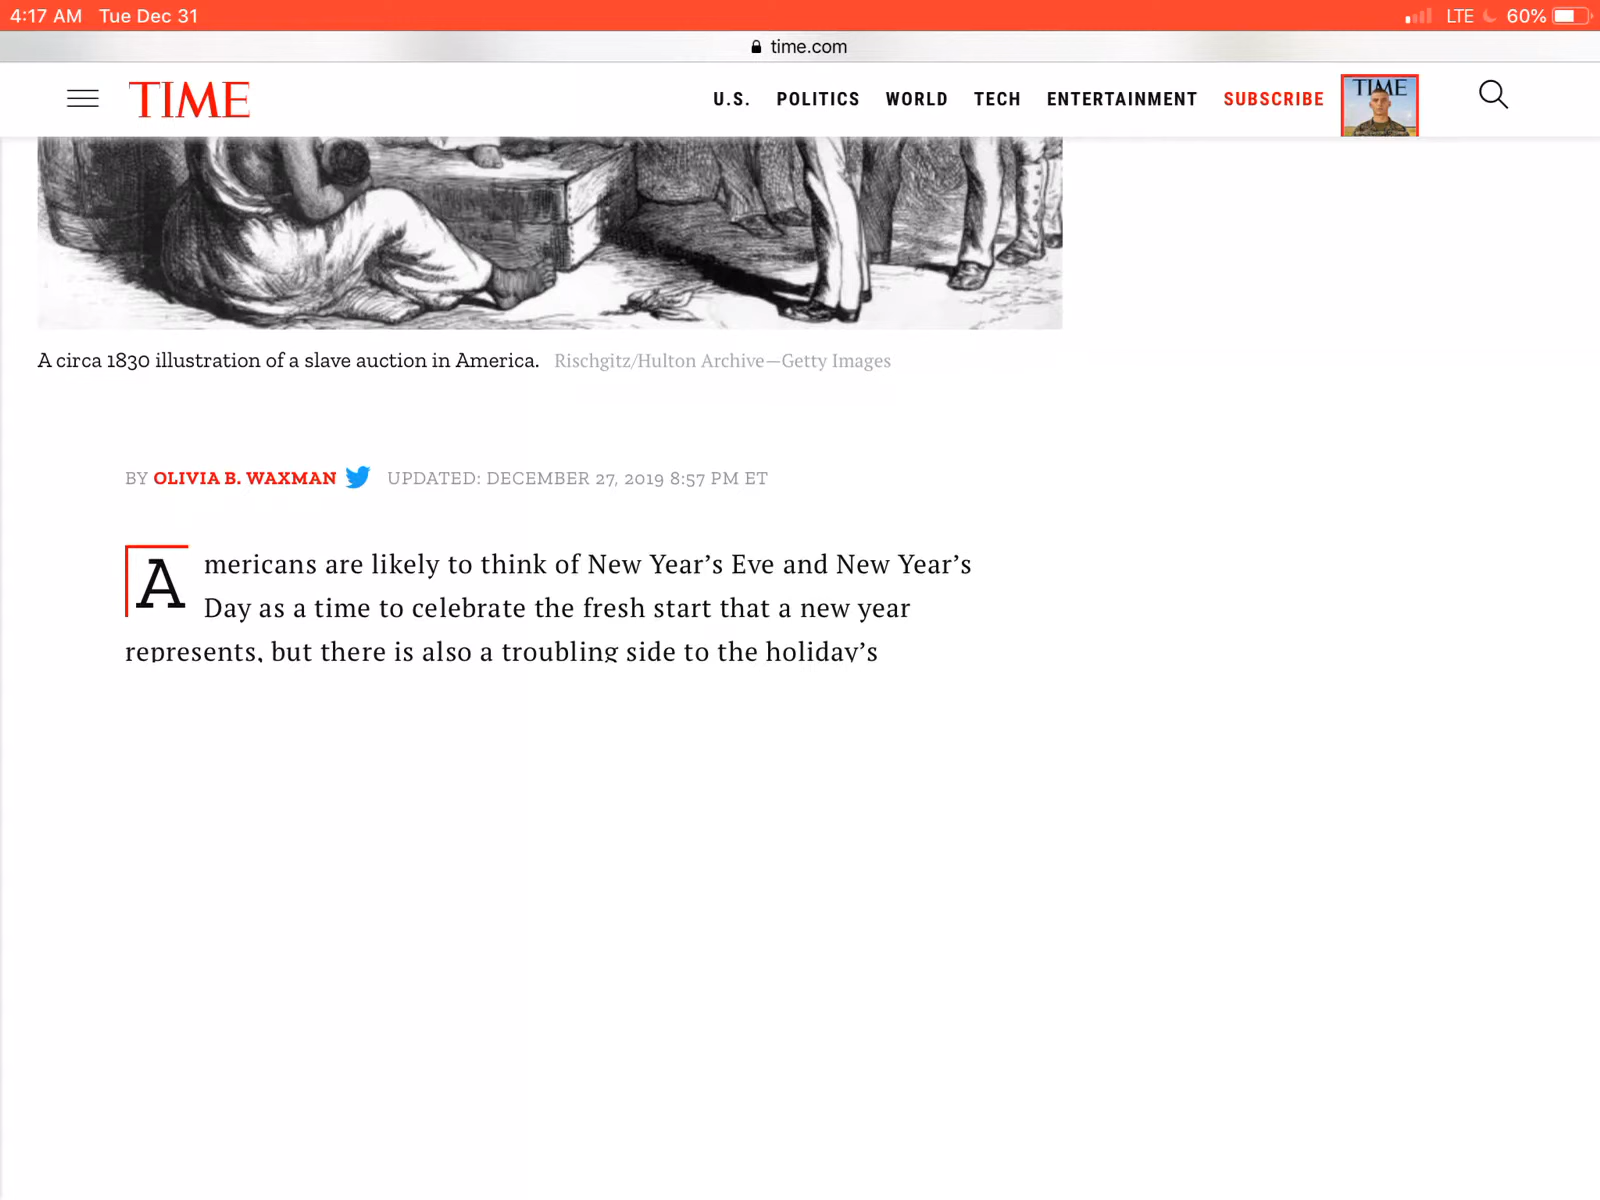 4:17 AM Tue Dec 31 LTE 60%
time.com
TIME U.S. POLITICS WORLD TECH ENTERTAINMENT SUBSCRIBE TIME
A circa 1830 illustration of a slave auction in America. Rischgitz/Hulton Archive—Getty Images
BY OLIVIA B. WAXMAN UPDATED: DECEMBER 27, 2019 8:57 PM ET
Americans are likely to think of New Year’s Eve and New Year’s
Day as a time to celebrate the fresh start that a new year
represents, but there is also a troubling side to the holiday’s